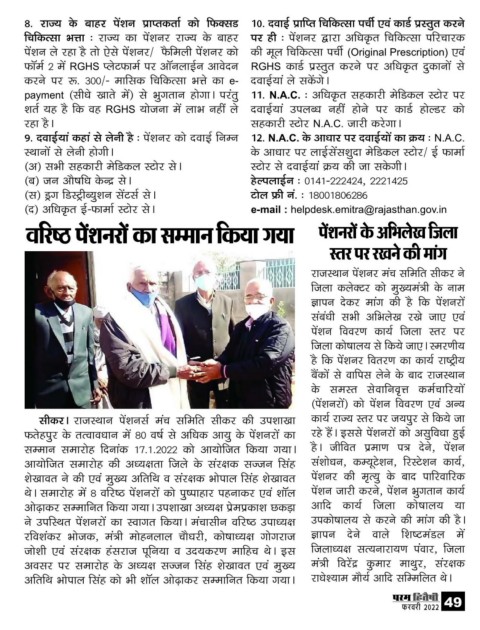 8. राज्य के बाहर पेंशन प्राप्तकर्ता को फिक्सड
चिकित्सा भत्ता : राज्य का पेंशनर राज्य के बाहर
पेंशन ले रहा है तो ऐसे पेंशनर/ फैमिली पेंशनर को
फॉर्म 2 में RGHS प्लेटफार्म पर ऑनलाईन आवेदन
करने पर रू. 300/- मासिक चिकित्सा भत्ते का e-
payment (सीधे खाते में) से भुगतान होगा। परंतु
शर्त यह है कि वह RGHS योजना में लाभ नहीं ले
रहा है।
9. दवाईयां कहां से लेनी है : पेंशनर को दवाई निम्न
स्थानों से लेनी होगी।
(अ) सभी सहकारी मेडिकल स्टोर से।
(ब) जन औषधि केन्द्र से।
(स) ड्रग डिस्ट्रीब्युशन सेंटर्स से।
(द) अधिकृत ई-फार्मा स्टोर से।
10. दवाई प्राप्ति चिकित्सा पर्ची एवं कार्ड प्रस्तुत करने
पर ही : पेंशनर द्वारा अधिकृत चिकित्सा परिचारक
की मूल चिकित्सा पर्ची (Original Prescription) एवं
RGHS कार्ड प्रस्तुत करने पर अधिकृत दुकानों से
दवाईयां ले सकेंगे।
11. N.A.C. : अधिकृत सहकारी मेडिकल स्टोर पर
दवाईयां उपलब्ध नहीं होने पर कार्ड होल्डर को
सहकारी स्टोर N.A.C. जारी करेगा।
12. N.A.C. के आधार पर दवाईयों का क्रय : N.A.C.
के आधार पर लाईसेंसशुदा मेडिकल स्टोर/ ई फार्मा
स्टोर से दवाईयां क्रय की जा सकेगी।
हेल्पलाईन : 0141-222424, 2221425
टोल फ्री नं. : 18001806286
e-mail : helpdesk.emitra@rajasthan.gov.in
वरिष्ठ पेंशनरों का सम्मान किया गया
सीकर। राजस्थान पेंशनर्स मंच समिति सीकर की उपशाखा
फतेहपुर के तत्वावधान में 80 वर्ष से अधिक आयु के पेंशनरों का
सम्मान समारोह दिनांक 17.1.2022 को आयोजित किया गया।
आयोजित समारोह की अध्यक्षता जिले के संरक्षक सज्जन सिंह
शेखावत ने की एवं मुख्य अतिथि व संरक्षक भोपाल सिंह शेखावत
थे। समारोह में 8 वरिष्ठ पेंशनरों को पुष्पाहार पहनाकर एवं शॉल
ओढ़ाकर सम्मानित किया गया। उपशाखा अध्यक्ष प्रेमप्रकाश छकड़ा
ने उपस्थित पेंशनरों का स्वागत किया। मंचासीन वरिष्ठ उपाध्यक्ष
रविशंकर भोजक, मंत्री मोहनलाल चौधरी, कोषाध्यक्ष गोगराज
जोशी एवं संरक्षक हंसराज पूनिया व उदयकरण माहिच थे। इस
अवसर पर समारोह के अध्यक्ष सज्जन सिंह शेखावत एवं मुख्य
अतिथि भोपाल सिंह को भी शॉल ओढ़ाकर सम्मानित किया गया।
पेंशनरों के अभिलेख जिला
स्तर पर रखने की मांग
राजस्थान पेंशनर मंच समिति सीकर ने
जिला कलेक्टर को मुख्यमंत्री के नाम
ज्ञापन देकर मांग की है कि पेंशनरों
संबंधी सभी अभिलेख रखे जाए एवं
पेंशन विवरण कार्य जिला स्तर पर
जिला कोषालय से किये जाए। स्मरणीय
है कि पेंशनर वितरण का कार्य राष्ट्रीय
बैंकों से वापिस लेने के बाद राजस्थान
के समस्त सेवानिवृत्त कर्मचारियों
(पेंशनरों) को पेंशन विवरण एवं अन्य
कार्य राज्य स्तर पर जयपुर से किये जा
रहे हैं। इससे पेंशनरों को असुविधा हुई
है। जीवित प्रमाण पत्र देने, पेंशन
संशोधन, कम्यूटेशन, रिस्टेशन कार्य,
पेंशनर की मृत्यु के बाद पारिवारिक
पेंशन जारी करने, पेंशन भुगतान कार्य
आदि कार्य जिला कोषालय या
उपकोषालय से करने की मांग की है।
ज्ञापन देने वाले शिष्टमंडल में
जिलाध्यक्ष सत्यनारायण पंवार, जिला
मंत्री विरेंद्र कुमार माथुर, संरक्षक
राधेश्याम मौर्य आदि सम्मिलित थे।
परम हितैषी
फरवरी 2022 49